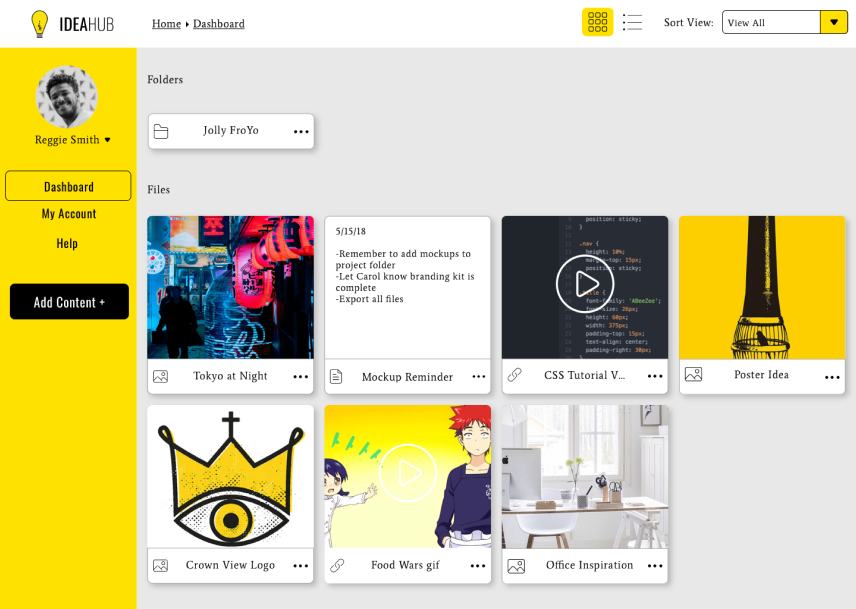 IDEAHUB
Home ▸ Dashboard
Sort View:
View All
Reggie Smith
Dashboard
My Account
Help
Add Content +
Folders
Jolly FroYo
Files
5/15/18
-Remember to add mockups to
project folder
-Let Carol know branding kit is
complete
-Export all files
position: sticky;
}
.nav {
height: 10%;
margin-top: 15px;
position: sticky;
}
font-family: 'ABeeZee';
font-size: 26px;
height: 60px;
width: 375px;
padding-top: 15px;
text-align: center;
padding-right: 30px;
Tokyo at Night
Mockup Reminder
CSS Tutorial V...
Poster Idea
Crown View Logo
Food Wars gif
Office Inspiration